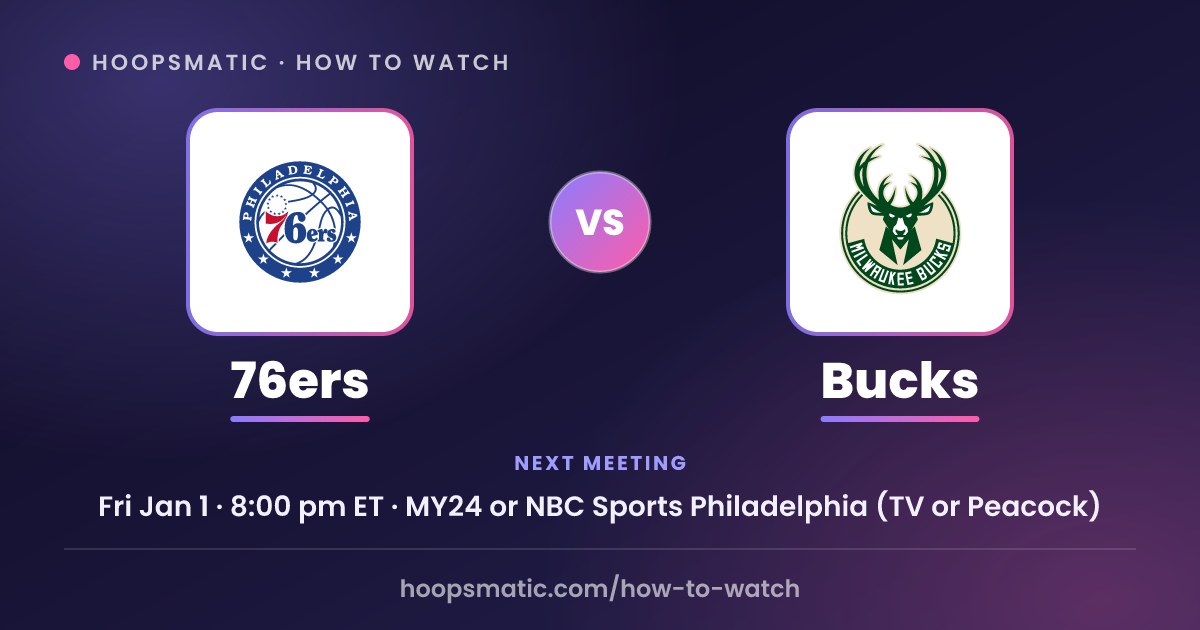 HOOPSMATIC · HOW TO WATCH
PHILADELPHIA
76ers
VS
MILWAUKEE BUCKS
76ers
Bucks
NEXT MEETING
Fri Jan 1 · 8:00 pm ET · MY24 or NBC Sports Philadelphia (TV or Peacock)
hoopsmatic.com/how-to-watch